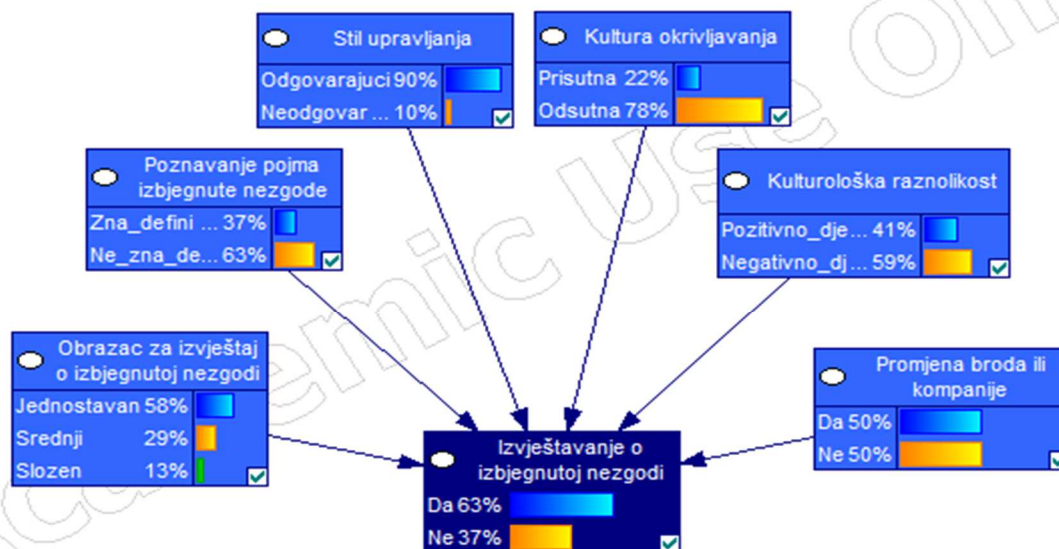 Stil upravljanja
Odgovarajuci 90%
Neodgovar ... 10%
Kultura okrivljavanja
Prisutna 22%
Odsutna 78%
Poznavanje pojma
izbjegnute nezgode
Zna_defini ... 37%
Ne_zna_de... 63%
Kulturološka raznolikost
Pozitivno_dje... 41%
Negativno_dj ... 59%
Obrazac za izvještaj
o izbjegnutoj nezgodi
Jednostavan 58%
Srednji 29%
Slozen 13%
Promjena broda ili
kompanije
Da 50%
Ne 50%
Izvještavanje o
izbjegnutoj nezgodi
Da 63%
Ne 37%